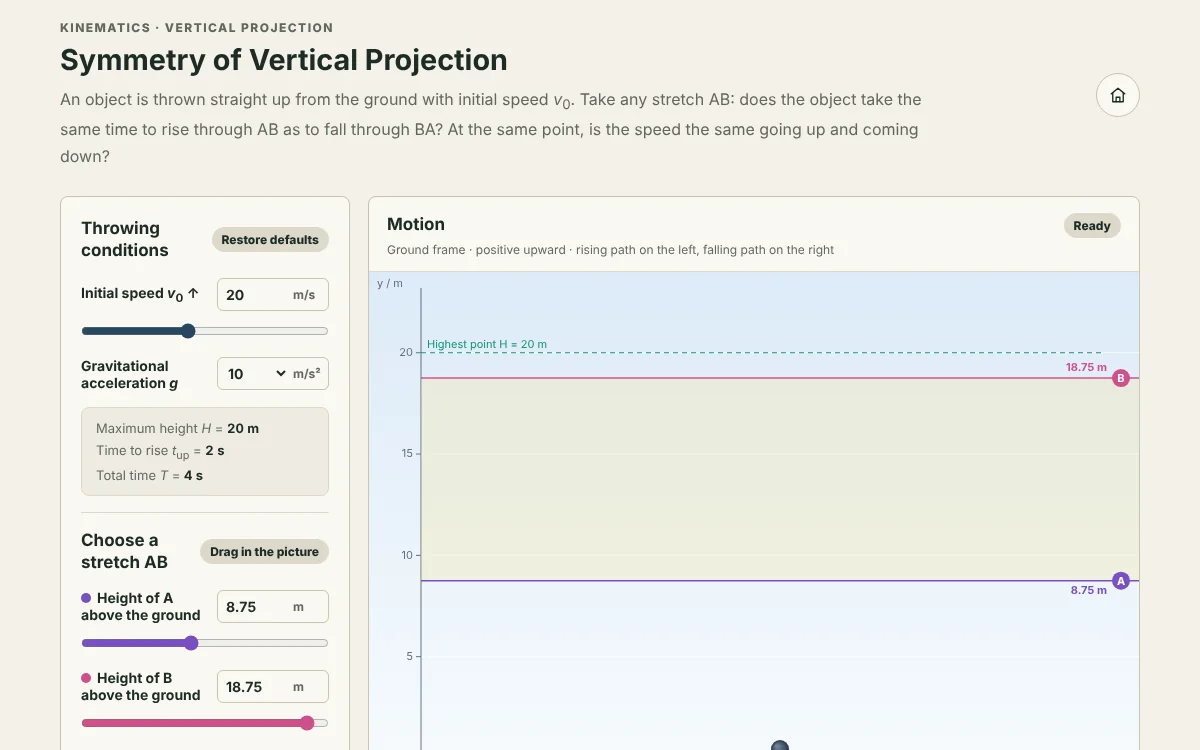 KINEMATICS · VERTICAL PROJECTION
Symmetry of Vertical Projection
An object is thrown straight up from the ground with initial speed v0. Take any stretch AB: does the object take the
same time to rise through AB as to fall through BA? At the same point, is the speed the same going up and coming
down?
Throwing
conditions
Restore defaults
Initial speed v0 ↑
20 m/s
Gravitational
acceleration g
10 m/s²
Maximum height H = 20 m
Time to rise tup = 2 s
Total time T = 4 s
Choose a
stretch AB
Drag in the picture
Height of A
above the ground
8.75 m
Height of B
above the ground
18.75 m
Motion
Ready
Ground frame · positive upward · rising path on the left, falling path on the right
y / m
Highest point H = 20 m
20
18.75 m
B
15
10
A
8.75 m
5